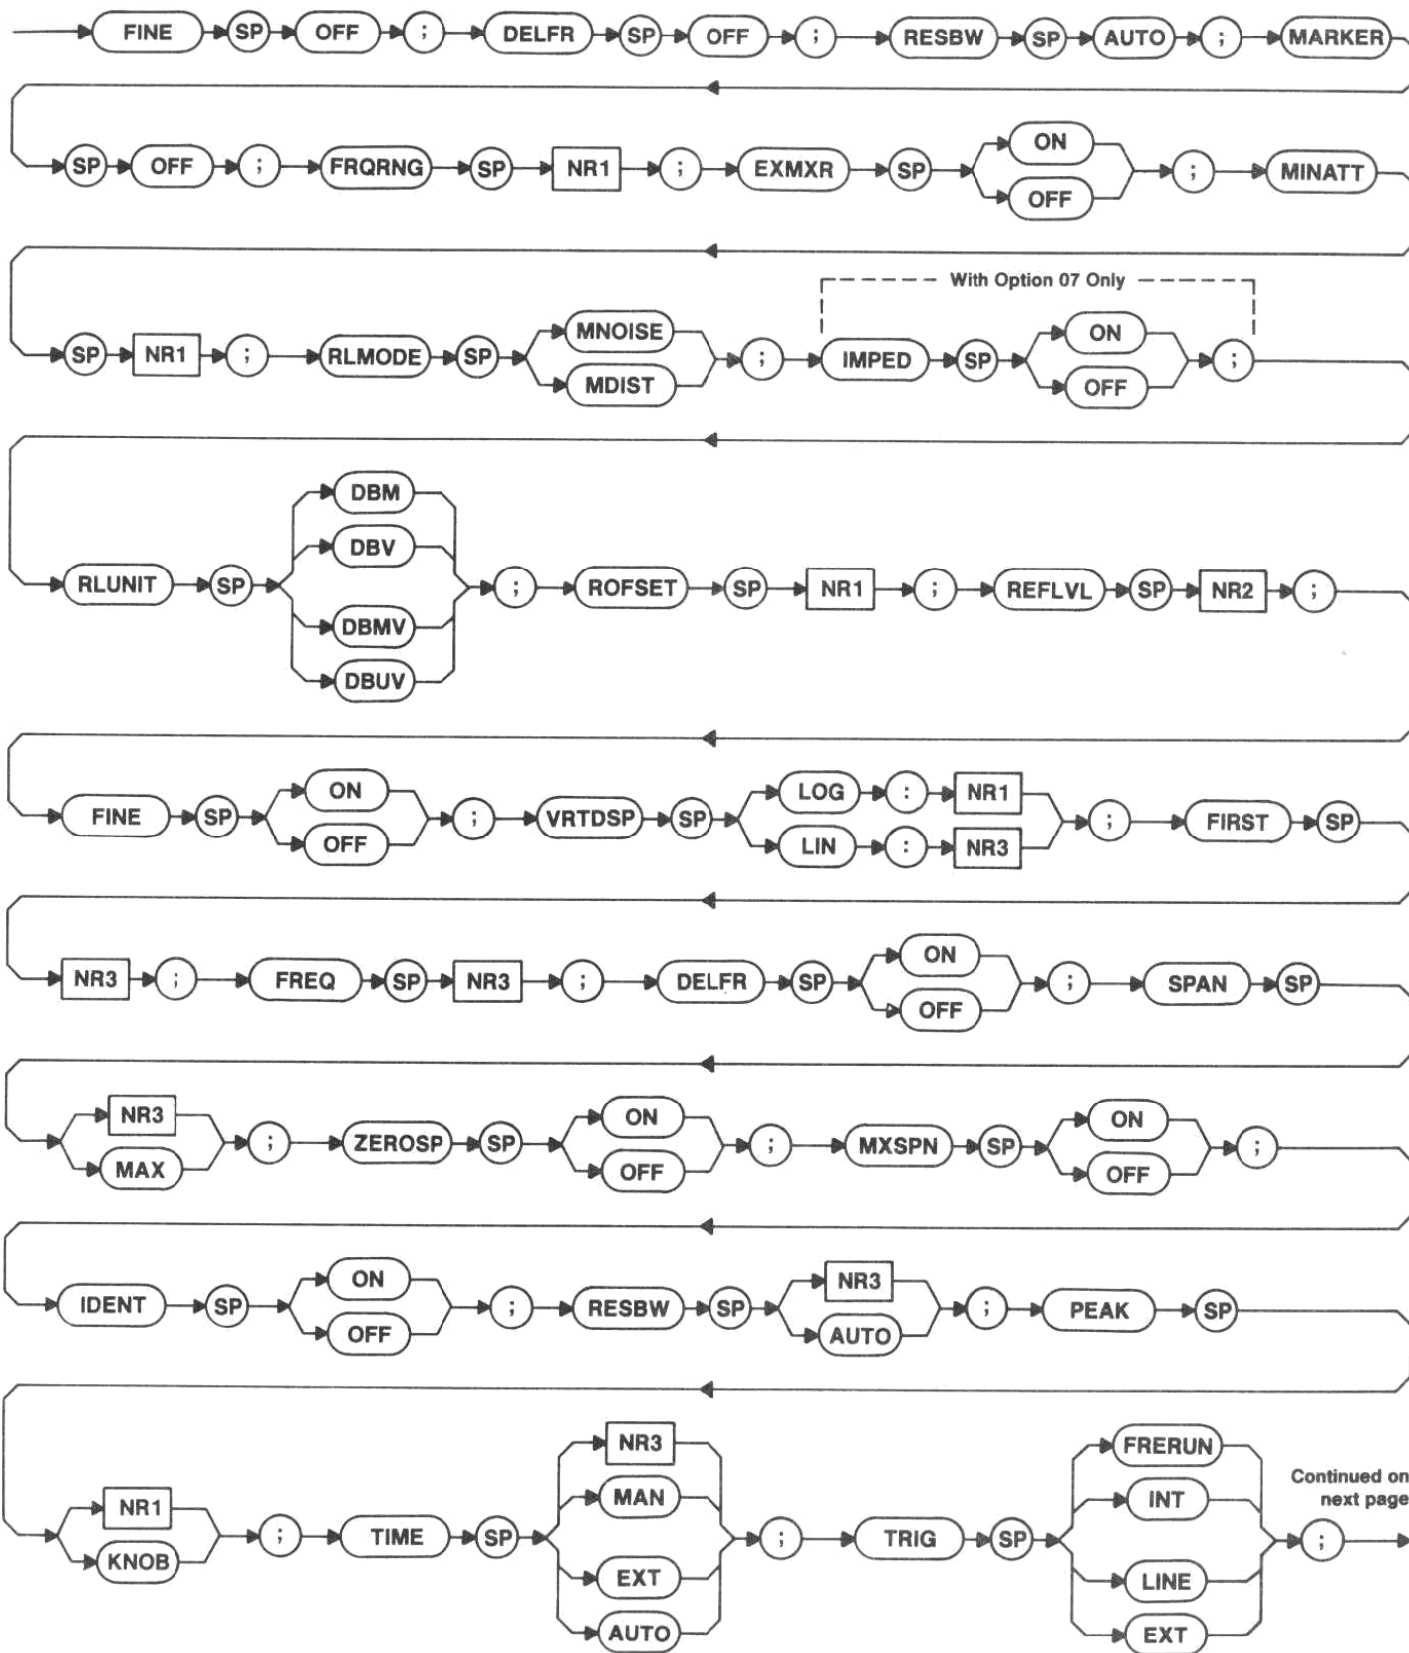 FINE SP OFF ; DELFR SP OFF ; RESBW SP AUTO ; MARKER
SP OFF ; FRQRNG SP NR1 ; EXMXR SP ON OFF ; MINATT
With Option 07 Only
SP NR1 ; RLMODE SP MNOISE MDIST ; IMPED SP ON OFF ;
RLUNIT SP DBM DBV DBMV DBUV ; ROFSET SP NR1 ; REFLVL SP NR2 ;
FINE SP ON OFF ; VRTDSP SP LOG : NR1 LIN : NR3 ; FIRST SP
NR3 ; FREQ SP NR3 ; DELFR SP ON OFF ; SPAN SP
NR3 MAX ; ZEROSP SP ON OFF ; MXSPN SP ON OFF ;
IDENT SP ON OFF ; RESBW SP NR3 AUTO ; PEAK SP
NR1 KNOB ; TIME SP NR3 MAN EXT AUTO ; TRIG SP FRERUN INT LINE EXT ;
Continued on
next page